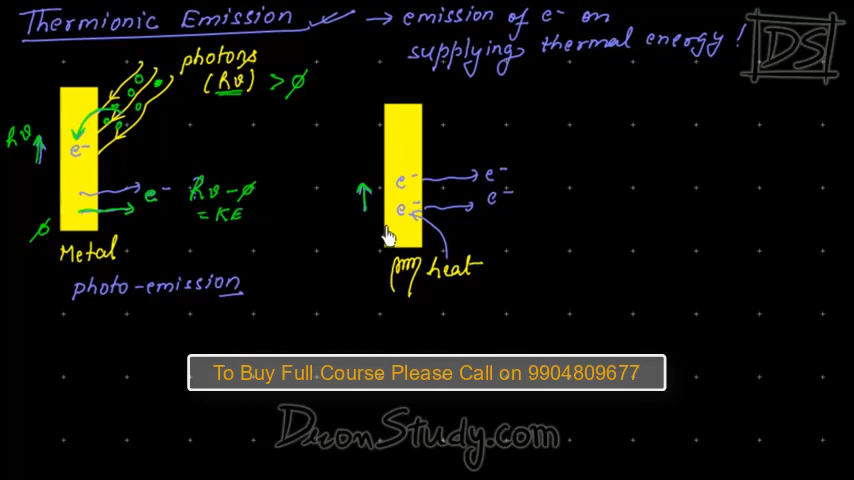 Thermionic Emission → emission of e⁻ on
supplying thermal energy !
DS
photons
(hν) > φ
hν ↑
e⁻
e⁻
hν - φ
= KE
φ
Metal
photo-emission
↑
e⁻ → e⁻
e⁻ → e⁻
heat
To Buy Full Course Please Call on 9904809677
DronStudy.com